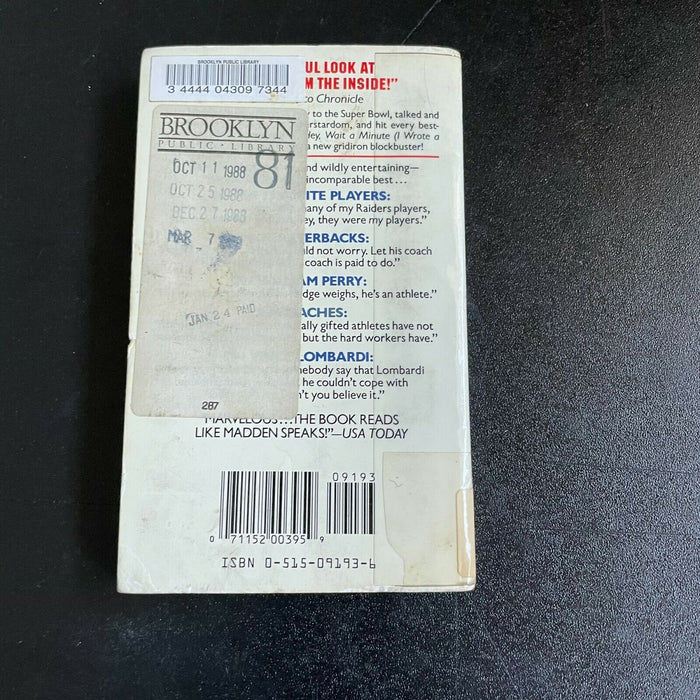 BROOKLYN PUBLIC LIBRARY
3 4444 04309 7344
UL LOOK AT
M THE INSIDE!"
co Chronicle
y to the Super Bowl, talked and
erstardom, and hit every best-
Hey, Wait a Minute (I Wrote a
a new gridiron blockbuster!
BROOKLYN
PUBLIC • LIBRARY
81
OCT 11 1988
OCT 25 1988
DEC 27 1988
MAR 7
JAN 24 PAID
287
nd wildly entertaining—
incomparable best...
ITE PLAYERS:
many of my Raiders players,
ey, they were my players."
ERBACKS:
uld not worry. Let his coach
coach is paid to do."
AM PERRY:
idge weighs, he's an athlete."
ACHES:
ally gifted athletes have not
but the hard workers have."
LOMBARDI:
mebody say that Lombardi
he couldn't cope with
n't you believe it."
MARVELOUS...THE BOOK READS
LIKE MADDEN SPEAKS!"—USA TODAY
09193
0 71152 00395 9
ISBN 0-515-09193-6